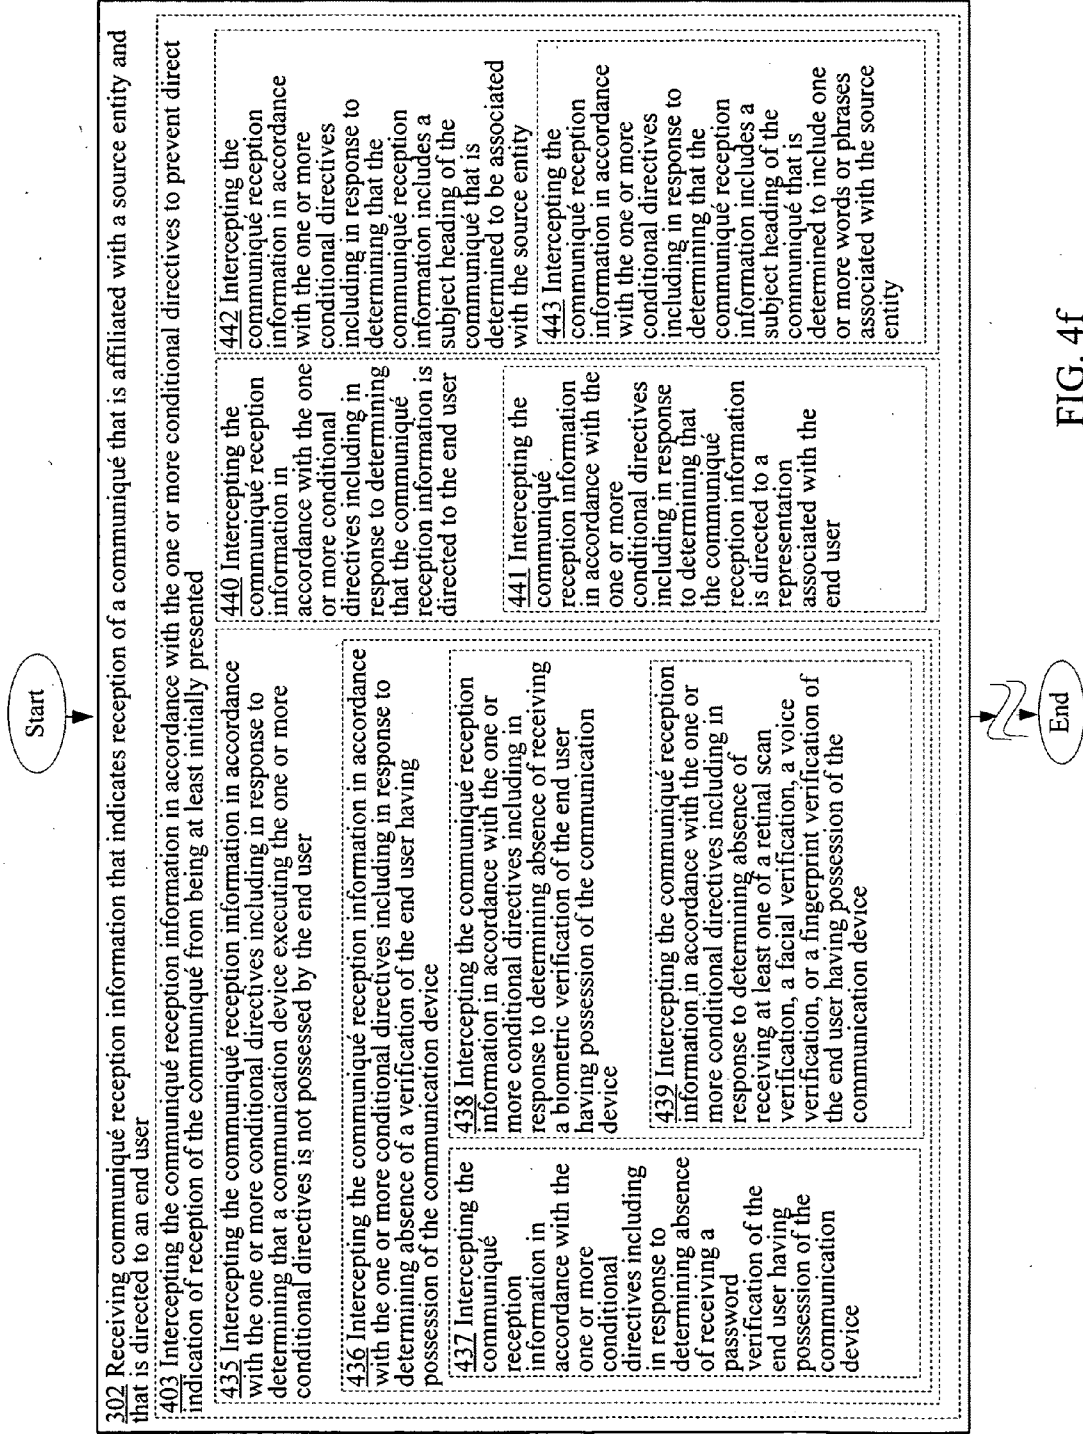 Start
302 Receiving communiqué reception information that indicates reception of a communiqué that is affiliated with a source entity and
that is directed to an end user
403 Intercepting the communiqué reception information in accordance with the one or more conditional directives to prevent direct
indication of reception of the communiqué from being at least initially presented
435 Intercepting the communiqué reception information in accordance
with the one or more conditional directives including in response to
determining that a communication device executing the one or more
conditional directives is not possessed by the end user
436 Intercepting the communiqué reception information in accordance
with the one or more conditional directives including in response to
determining absence of a verification of the end user having
possession of the communication device
437 Intercepting the
communiqué
reception
information in
accordance with the
one or more
conditional
directives including
in response to
determining absence
of receiving a
password
verification of the
end user having
possession of the
communication
device
438 Intercepting the communiqué reception
information in accordance with the one or
more conditional directives including in
response to determining absence of receiving
a biometric verification of the end user
having possession of the communication
device
439 Intercepting the communiqué reception
information in accordance with the one or
more conditional directives including in
response to determining absence of
receiving at least one of a retinal scan
verification, a facial verification, a voice
verification, or a fingerprint verification of
the end user having possession of the
communication device
440 Intercepting the
communiqué reception
information in
accordance with the one
or more conditional
directives including in
response to determining
that the communiqué
reception information is
directed to the end user
441 Intercepting the
communiqué
reception information
in accordance with the
one or more
conditional directives
including in response
to determining that
the communiqué
reception information
is directed to a
representation
associated with the
end user
442 Intercepting the
communiqué reception
information in accordance
with the one or more
conditional directives
including in response to
determining that the
communiqué reception
information includes a
subject heading of the
communiqué that is
determined to be associated
with the source entity
443 Intercepting the
communiqué reception
information in accordance
with the one or more
conditional directives
including in response to
determining that the
communiqué reception
information includes a
subject heading of the
communiqué that is
determined to include one
or more words or phrases
associated with the source
entity
End
FIG. 4f